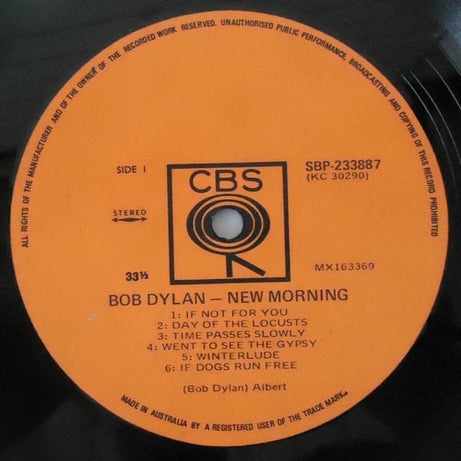 ALL RIGHTS OF THE MANUFACTURER AND OF THE OWNER OF THE RECORDED WORK RESERVED. UNAUTHORISED PUBLIC PERFORMANCE, BROADCASTING AND COPYING OF THIS RECORD PROHIBITED
SIDE 1
CBS
SBP-233887
(KC 30290)
STEREO
33⅓
MX163369
BOB DYLAN — NEW MORNING
1: IF NOT FOR YOU
2: DAY OF THE LOCUSTS
3: TIME PASSES SLOWLY
4: WENT TO SEE THE GYPSY
5: WINTERLUDE
6: IF DOGS RUN FREE
(Bob Dylan) Albert
MADE IN AUSTRALIA BY A REGISTERED USER OF THE TRADE MARK